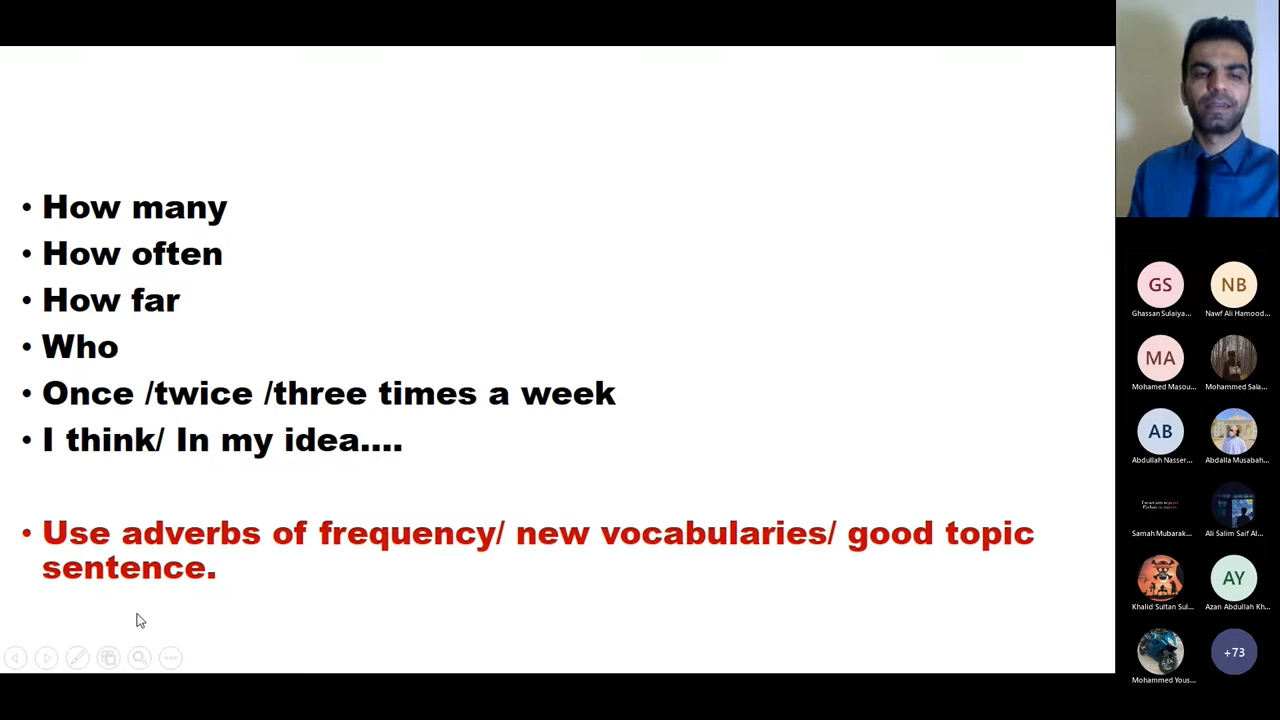 • How many
• How often
• How far
• Who
• Once /twice /three times a week
• I think/ In my idea....
• Use adverbs of frequency/ new vocabularies/ good topic
sentence.
GS
NB
Ghassan Sulaiya...
Nawf Ali Hamood...
MA
Mohamed Masou...
Mohammed Sala...
AB
Abdullah Nasser...
Abdalla Musabah...
Samah Mubarak...
Ali Salim Saif Al...
AY
Khalid Sultan Sul...
Azan Abdullah Kh...
+73
Mohammed Yous...